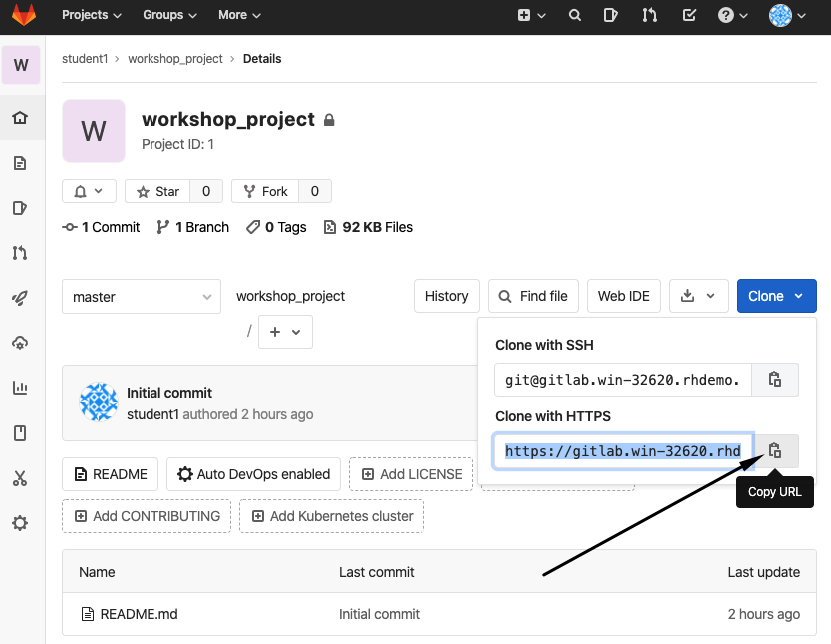 Projects Groups More
W
student1 > workshop_project > Details
W
workshop_project
Project ID: 1
Star 0 Fork 0
1 Commit 1 Branch 0 Tags 92 KB Files
master workshop_project History Find file Web IDE Clone
/ +
Clone with SSH
git@gitlab.win-32620.rhdemo.
Clone with HTTPS
https://gitlab.win-32620.rhd
Copy URL
Initial commit
student1 authored 2 hours ago
README Auto DevOps enabled Add LICENSE
Add CONTRIBUTING Add Kubernetes cluster
Name Last commit Last update
README.md Initial commit 2 hours ago